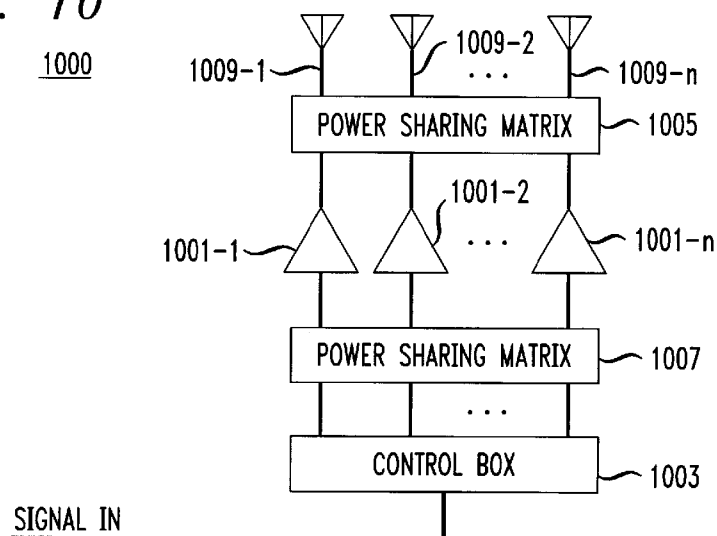 . 10
1000
1009-1
1009-2
. . .
1009-n
POWER SHARING MATRIX
1005
1001-1
1001-2
. . .
1001-n
POWER SHARING MATRIX
1007
. . .
CONTROL BOX
1003
SIGNAL IN